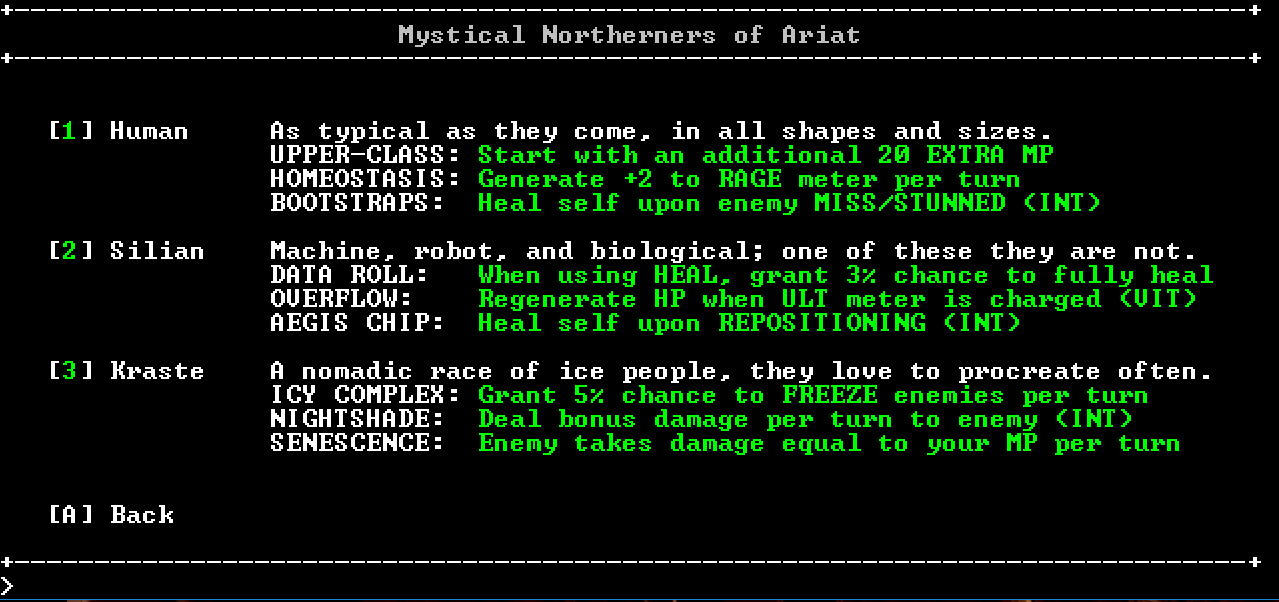 +------------------------------------------------------------------------------+
Mystical Northerners of Ariat
+------------------------------------------------------------------------------+
[1] Human As typical as they come, in all shapes and sizes.
UPPER-CLASS: Start with an additional 20 EXTRA MP
HOMEOSTASIS: Generate +2 to RAGE meter per turn
BOOTSTRAPS: Heal self upon enemy MISS/STUNNED (INT)
[2] Silian Machine, robot, and biological; one of these they are not.
DATA ROLL: When using HEAL, grant 3% chance to fully heal
OVERFLOW: Regenerate HP when ULT meter is charged (VIT)
AEGIS CHIP: Heal self upon REPOSITIONING (INT)
[3] Kraste A nomadic race of ice people, they love to procreate often.
ICY COMPLEX: Grant 5% chance to FREEZE enemies per turn
NIGHTSHADE: Deal bonus damage per turn to enemy (INT)
SENESCENCE: Enemy takes damage equal to your MP per turn
[A] Back
+------------------------------------------------------------------------------+
>